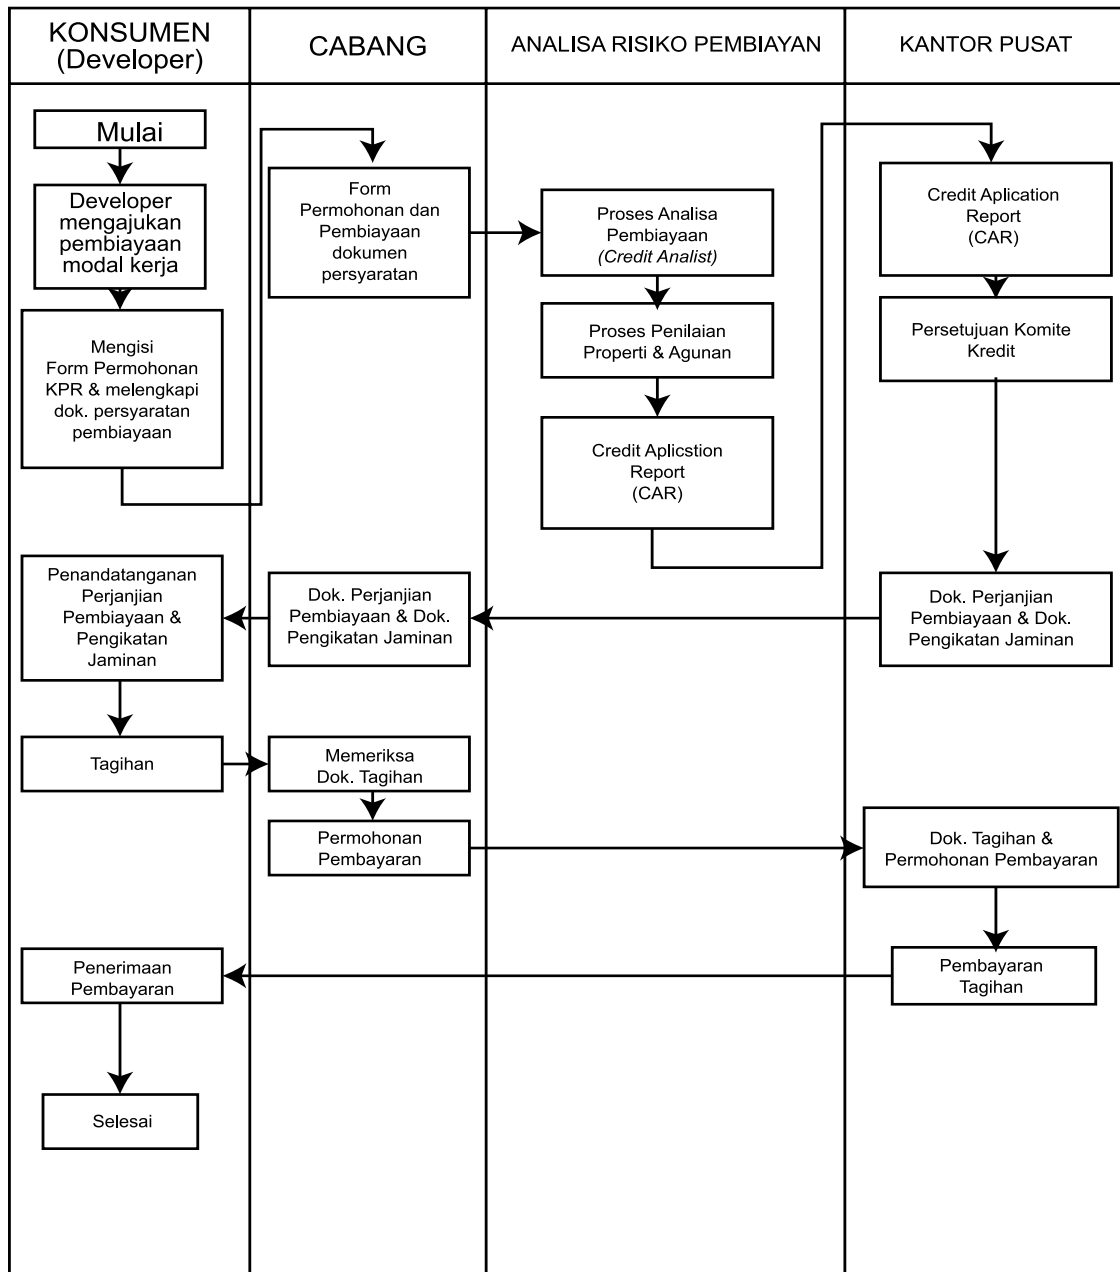 KONSUMEN
(Developer)
CABANG
ANALISA RISIKO PEMBIAYAN
KANTOR PUSAT
Mulai
Developer
mengajukan
pembiayaan
modal kerja
Mengisi
Form Permohonan
KPR & melengkapi
dok. persyaratan
pembiayaan
Form
Permohonan dan
Pembiayaan
dokumen
persyaratan
Proses Analisa
Pembiayaan
(Credit Analist)
Proses Penilaian
Properti & Agunan
Credit Aplicstion
Report
(CAR)
Credit Aplication
Report
(CAR)
Persetujuan Komite
Kredit
Dok. Perjanjian
Pembiayaan & Dok.
Pengikatan Jaminan
Dok. Perjanjian
Pembiayaan & Dok.
Pengikatan Jaminan
Penandatanganan
Perjanjian
Pembiayaan &
Pengikatan
Jaminan
Tagihan
Memeriksa
Dok. Tagihan
Permohonan
Pembayaran
Dok. Tagihan &
Permohonan Pembayaran
Pembayaran
Tagihan
Penerimaan
Pembayaran
Selesai